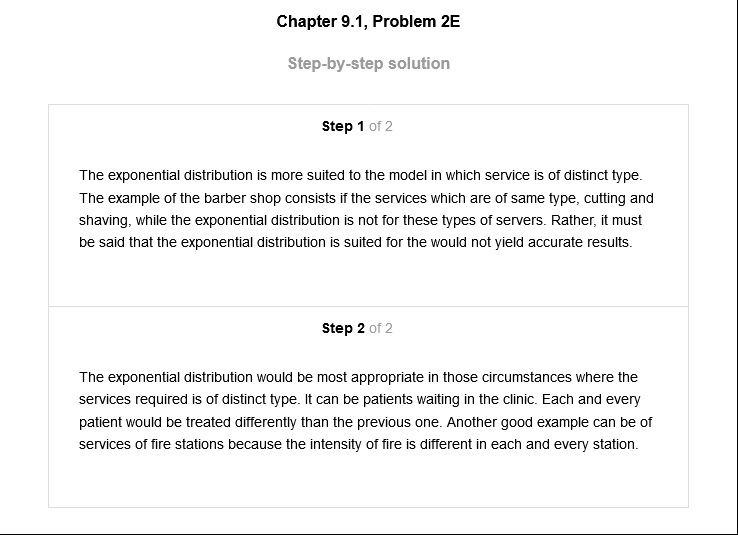 Chapter 9.1, Problem 2E
Step-by-step solution
Step 1 of 2
The exponential distribution is more suited to the model in which service is of distinct type.
The example of the barber shop consists if the services which are of same type, cutting and
shaving, while the exponential distribution is not for these types of servers. Rather, it must
be said that the exponential distribution is suited for the would not yield accurate results.
Step 2 of 2
The exponential distribution would be most appropriate in those circumstances where the
services required is of distinct type. It can be patients waiting in the clinic. Each and every
patient would be treated differently than the previous one. Another good example can be of
services of fire stations because the intensity of fire is different in each and every station.